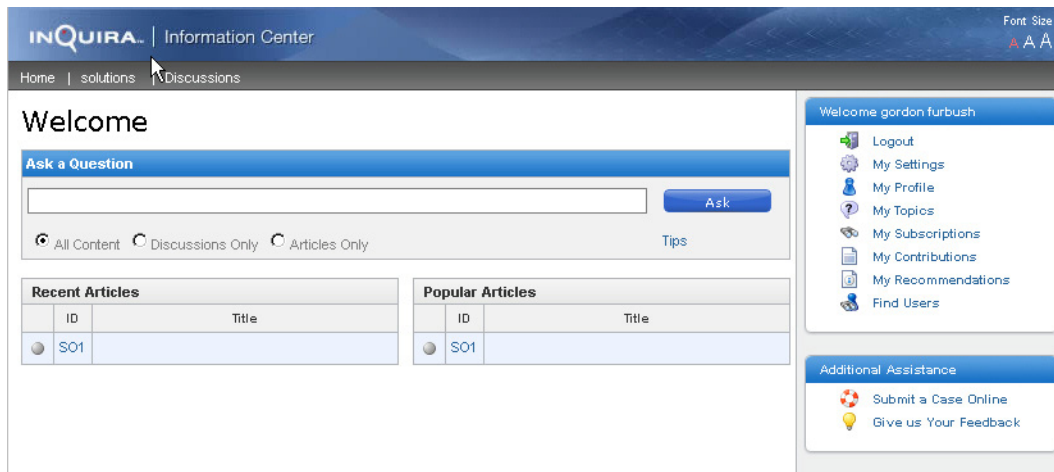 INQUIRA™ | Information Center
Font Size
A A A
Home | solutions | Discussions
Welcome
Ask a Question
Ask
All Content Discussions Only Articles Only
Tips
Recent Articles
ID Title
SO1
Popular Articles
ID Title
SO1
Welcome gordon furbush
Logout
My Settings
My Profile
My Topics
My Subscriptions
My Contributions
My Recommendations
Find Users
Additional Assistance
Submit a Case Online
Give us Your Feedback